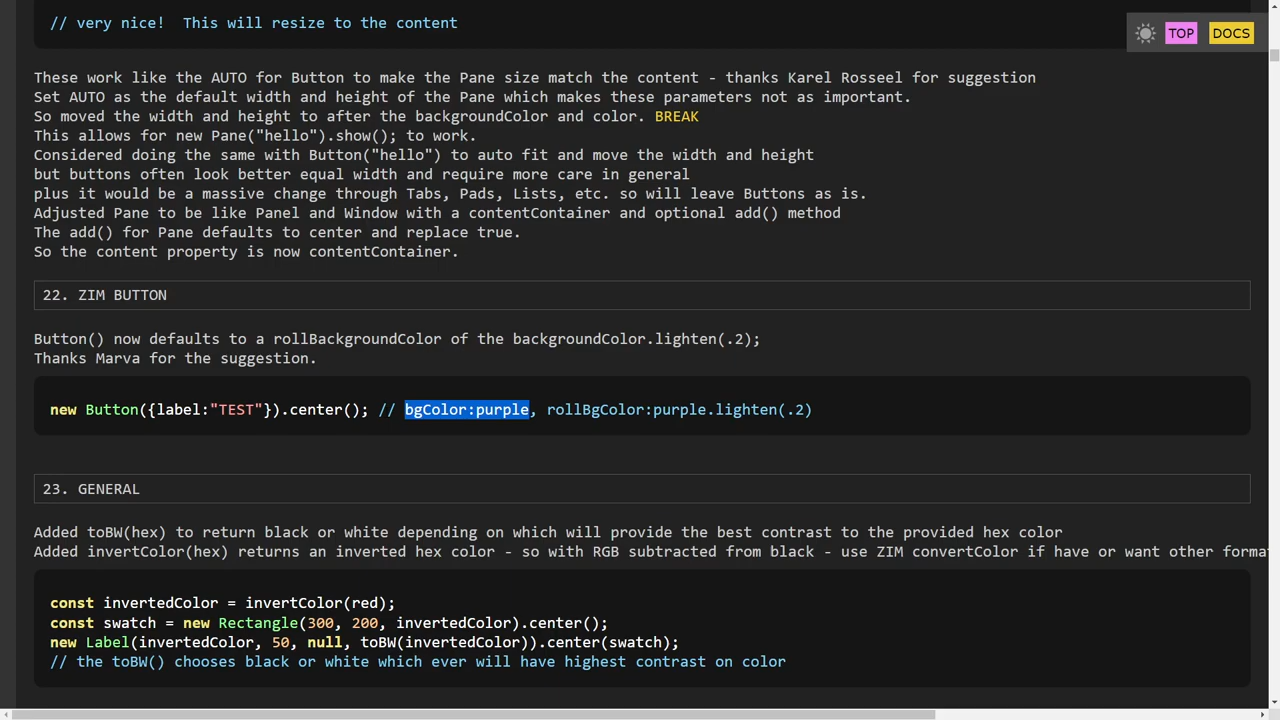 // very nice!  This will resize to the content
TOP
DOCS
These work like the AUTO for Button to make the Pane size match the content - thanks Karel Rosseel for suggestion
Set AUTO as the default width and height of the Pane which makes these parameters not as important.
So moved the width and height to after the backgroundColor and color. BREAK
This allows for new Pane("hello").show(); to work.
Considered doing the same with Button("hello") to auto fit and move the width and height
but buttons often look better equal width and require more care in general
plus it would be a massive change through Tabs, Pads, Lists, etc. so will leave Buttons as is.
Adjusted Pane to be like Panel and Window with a contentContainer and optional add() method
The add() for Pane defaults to center and replace true.
So the content property is now contentContainer.
22. ZIM BUTTON
Button() now defaults to a rollBackgroundColor of the backgroundColor.lighten(.2);
Thanks Marva for the suggestion.
new Button({label:"TEST"}).center(); // bgColor:purple, rollBgColor:purple.lighten(.2)
23. GENERAL
Added toBW(hex) to return black or white depending on which will provide the best contrast to the provided hex color
Added invertColor(hex) returns an inverted hex color - so with RGB subtracted from black - use ZIM convertColor if have or want other format
const invertedColor = invertColor(red);
const swatch = new Rectangle(300, 200, invertedColor).center();
new Label(invertedColor, 50, null, toBW(invertedColor)).center(swatch);
// the toBW() chooses black or white which ever will have highest contrast on color